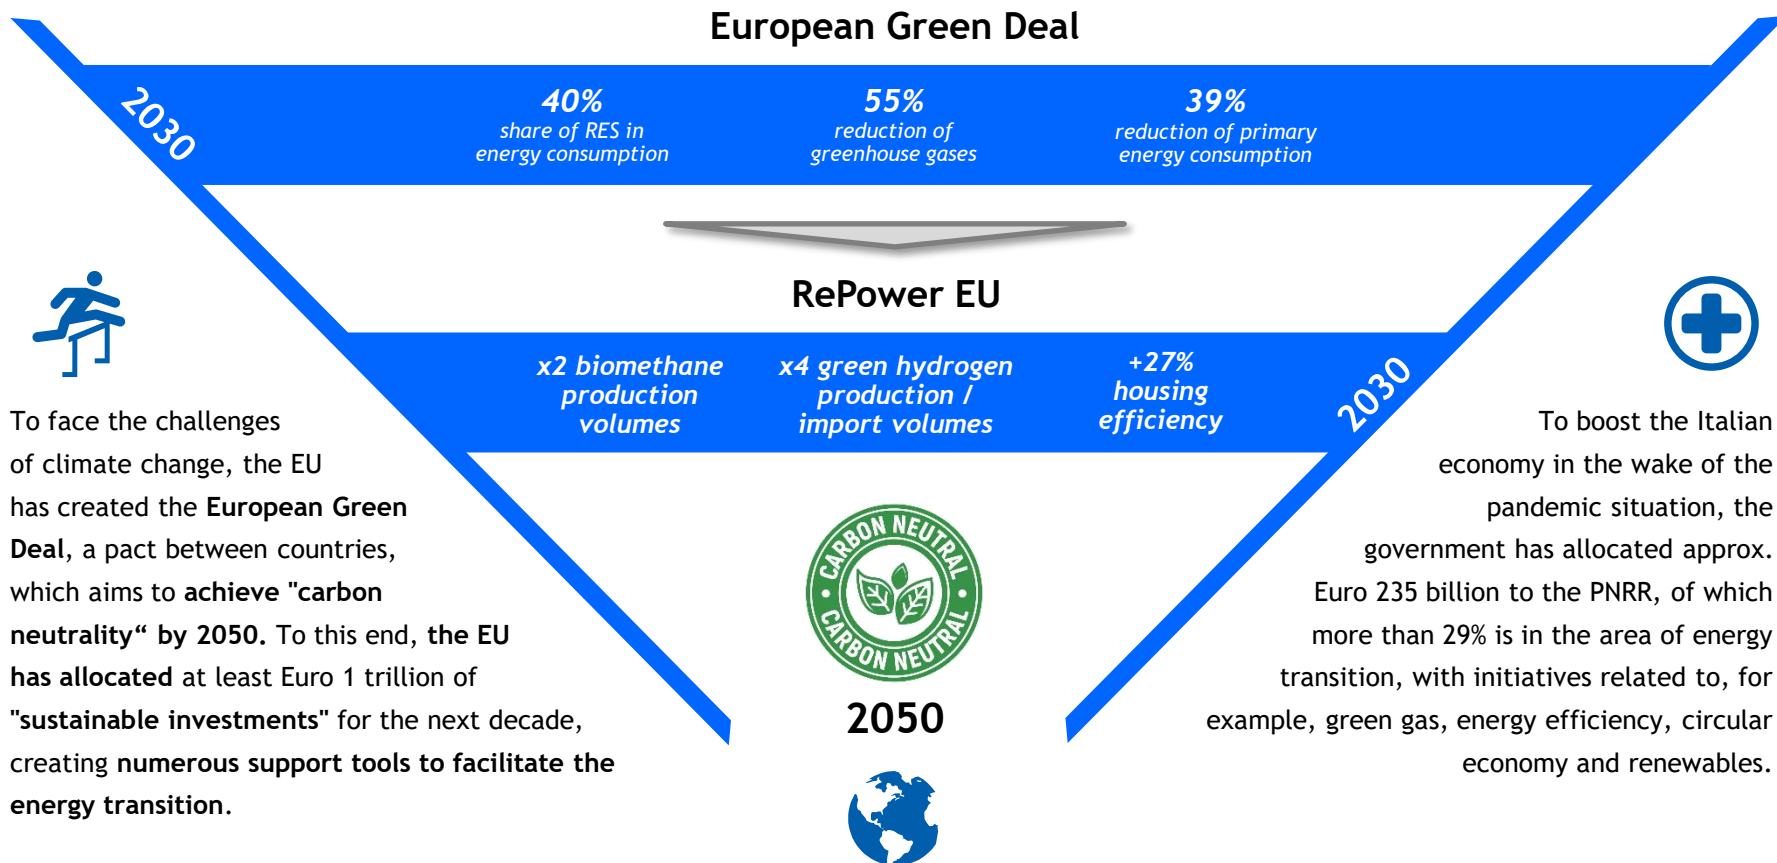 European Green Deal
2030
40%
share of RES in
energy consumption
55%
reduction of
greenhouse gases
39%
reduction of primary
energy consumption
RePower EU
x2 biomethane
production
volumes
x4 green hydrogen
production /
import volumes
+27%
housing
efficiency
2030
To face the challenges
of climate change, the EU
has created the European Green
Deal, a pact between countries,
which aims to achieve "carbon
neutrality“ by 2050. To this end, the EU
has allocated at least Euro 1 trillion of
"sustainable investments" for the next decade,
creating numerous support tools to facilitate the
energy transition.
CARBON NEUTRAL
CARBON NEUTRAL
2050
To boost the Italian
economy in the wake of the
pandemic situation, the
government has allocated approx.
Euro 235 billion to the PNRR, of which
more than 29% is in the area of energy
transition, with initiatives related to, for
example, green gas, energy efficiency, circular
economy and renewables.